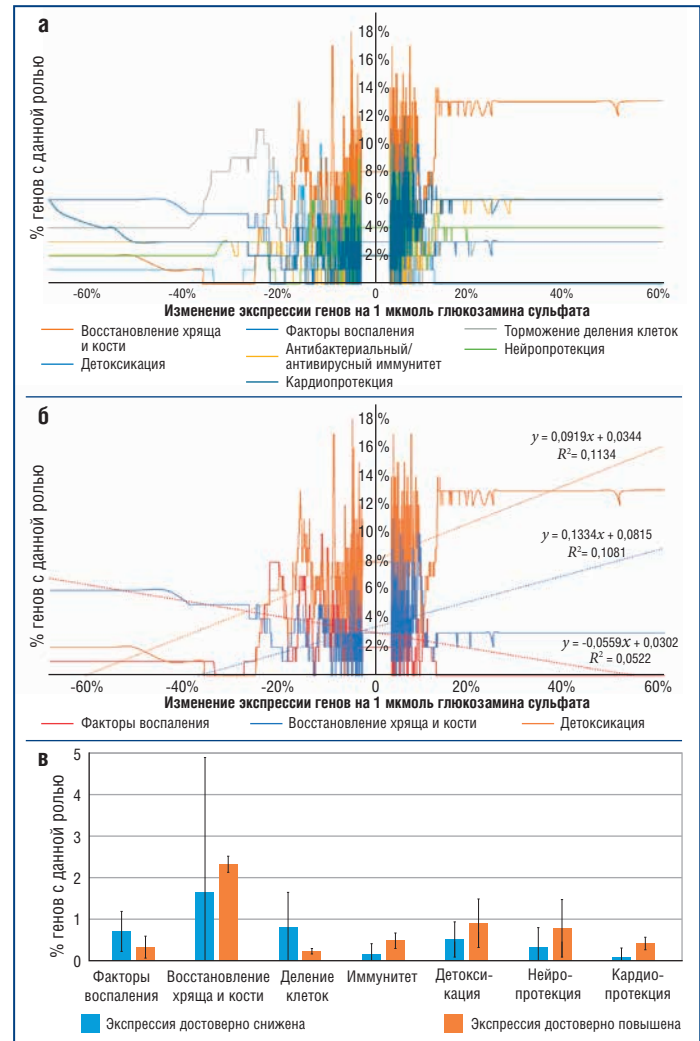 а
% генов с данной ролью
18 %
16 %
14 %
12 %
10 %
8 %
6 %
4 %
2 %
-60% -40% -20% 0 20% 40% 60%
Изменение экспрессии генов на 1 мкмоль глюкозамина сульфата
Восстановление хряща и кости
Детоксикация
Факторы воспаления
Антибактериальный/
антивирусный иммунитет
Кардиопротекция
Торможение деления клеток
Нейропротекция
б
% генов с данной ролью
18 %
16 %
14 %
12 %
10 %
8 %
6 %
4 %
2 %
y = 0,0919x + 0,0344
R² = 0,1134
y = 0,1334x + 0,0815
R² = 0,1081
y = -0,0559x + 0,0302
R² = 0,0522
-60% -40% -20% 0 20% 40% 60%
Изменение экспрессии генов на 1 мкмоль глюкозамина сульфата
Факторы воспаления Восстановление хряща и кости Детоксикация
в
% генов с данной ролью
5
4
3
2
1
0
Факторы
воспаления
Восстановление
хряща и кости
Деление
клеток
Иммунитет
Детокси-
кация
Нейро-
протекция
Кардио-
протекция
Экспрессия достоверно снижена Экспрессия достоверно повышена